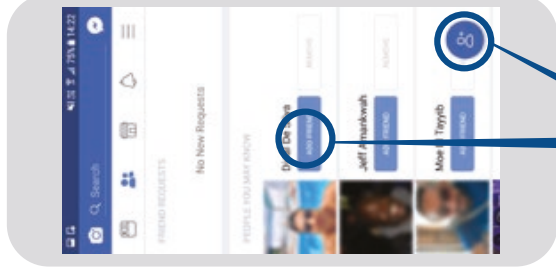 75% 14:22
Search
FRIEND REQUESTS
No New Requests
PEOPLE YOU MAY KNOW
ADD FRIEND
REMOVE
Jeff Amankwah
ADD FRIEND
REMOVE
Moe Tayyib
ADD FRIEND